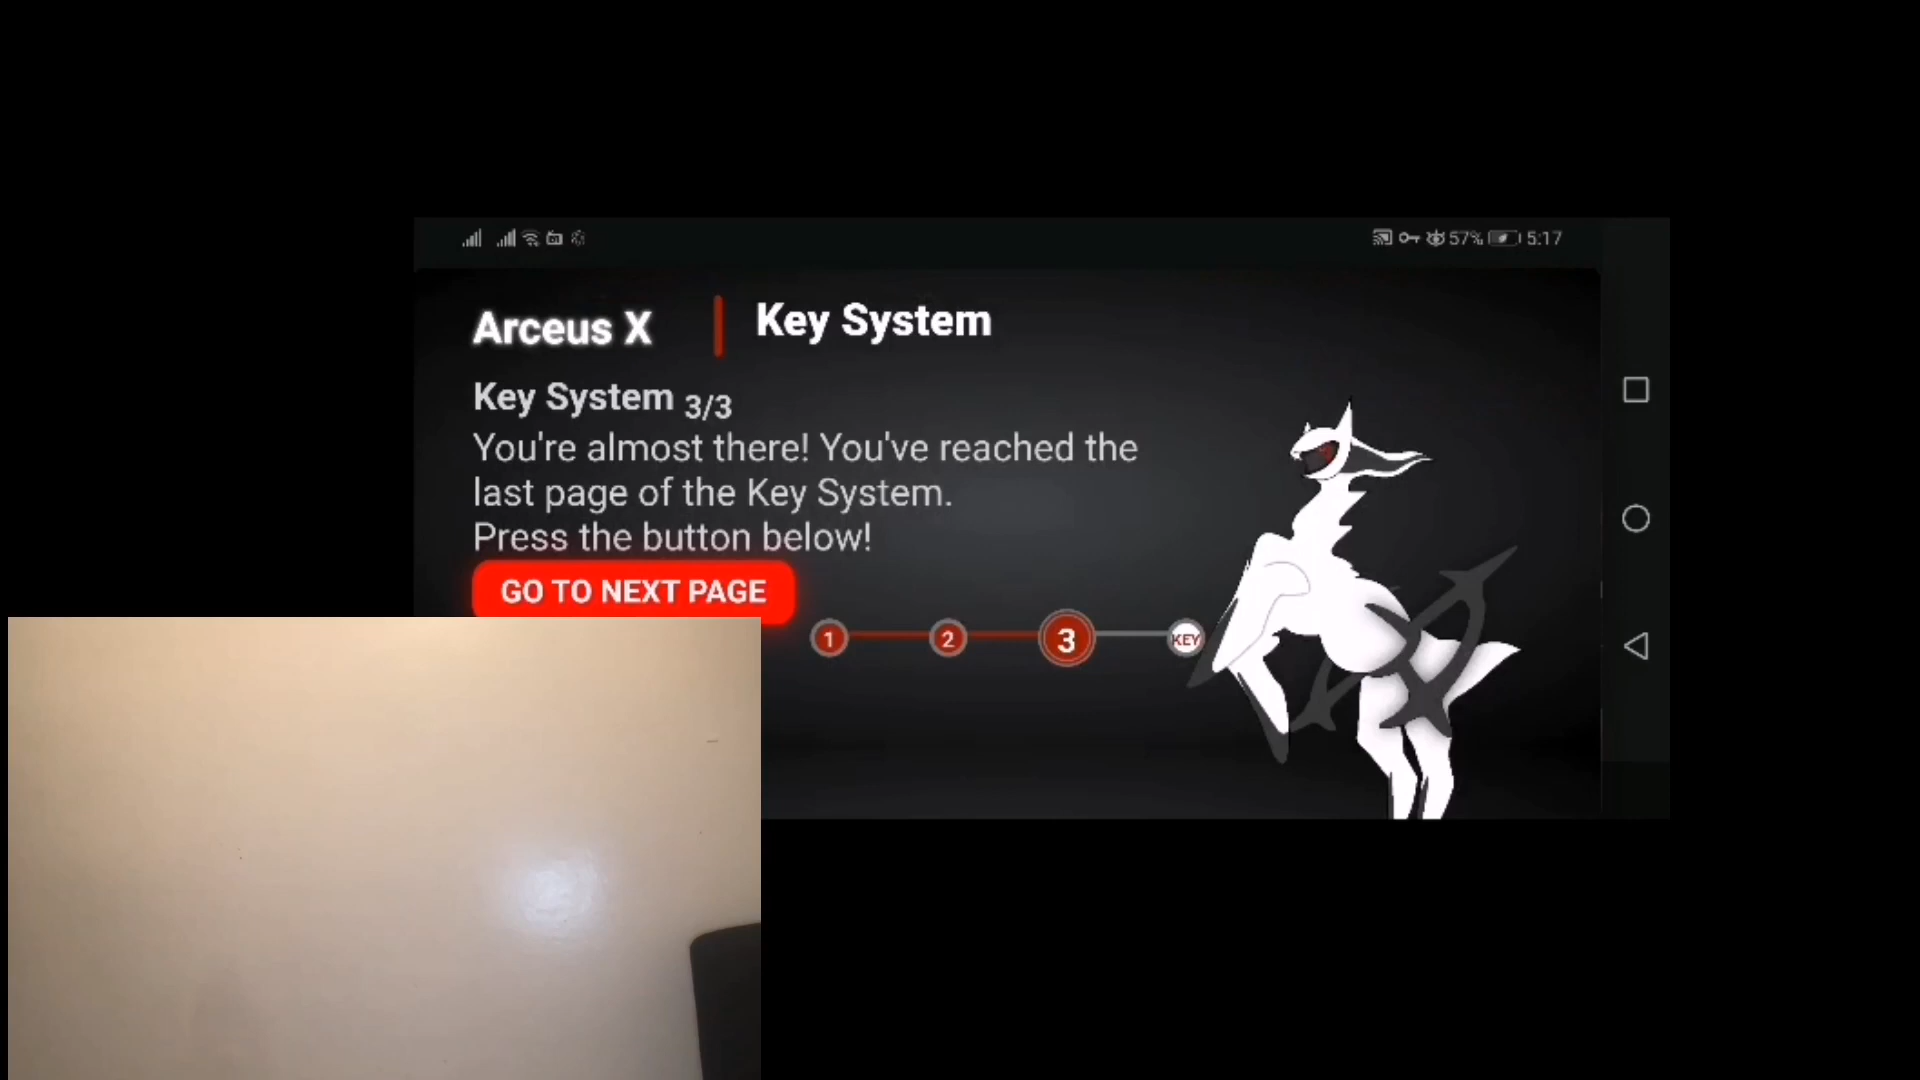 57% 5:17
Arceus X
Key System
Key System 3/3
You're almost there! You've reached the
last page of the Key System.
Press the button below!
GO TO NEXT PAGE
1 2 3 KEY